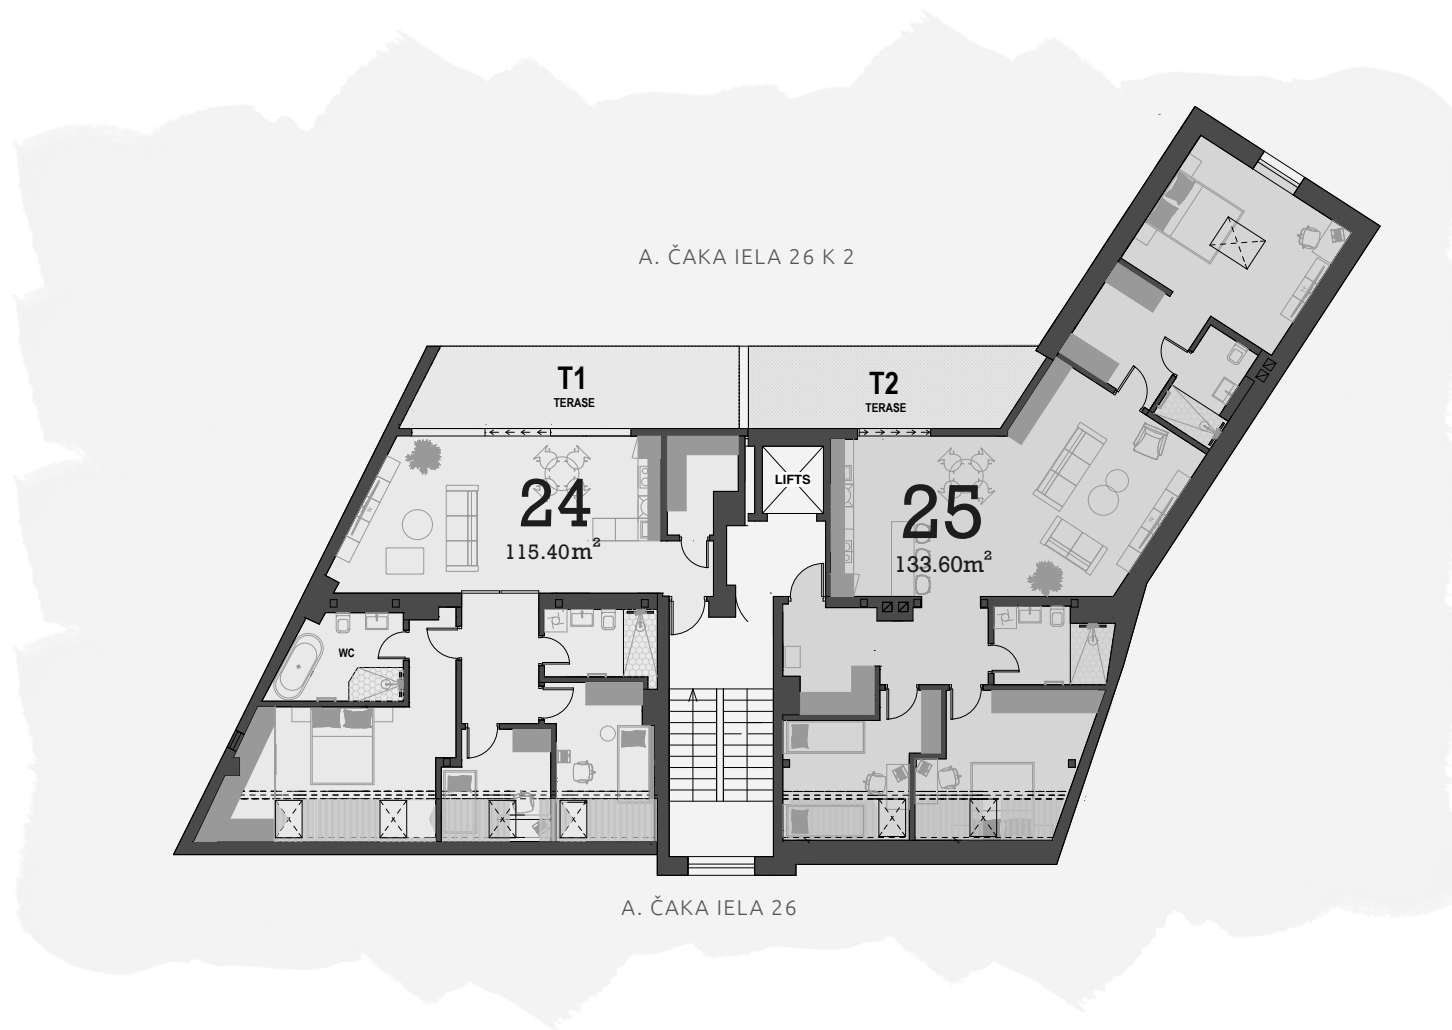 A. ČAKA IELA 26 K 2
T1
TERASE
T2
TERASE
LIFTS
24
115.40m²
25
133.60m²
WC
A. ČAKA IELA 26